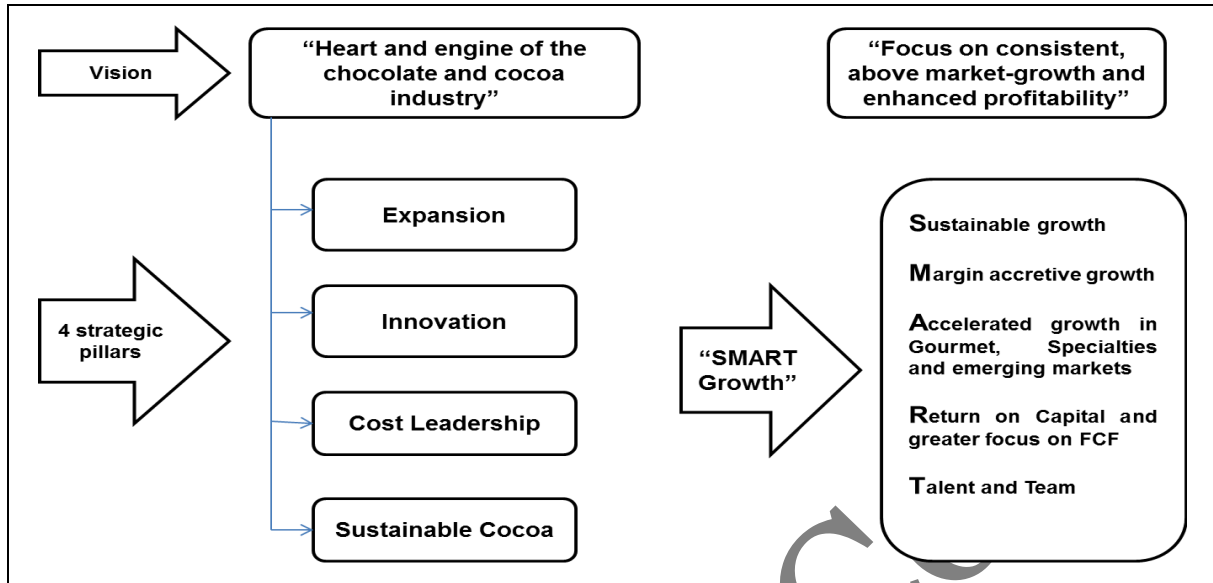 Vision
“Heart and engine of the
chocolate and cocoa
industry”
“Focus on consistent,
above market-growth and
enhanced profitability”
4 strategic
pillars
Expansion
Innovation
Cost Leadership
Sustainable Cocoa
“SMART
Growth”
Sustainable growth
Margin accretive growth
Accelerated growth in
Gourmet, Specialties
and emerging markets
Return on Capital and
greater focus on FCF
Talent and Team